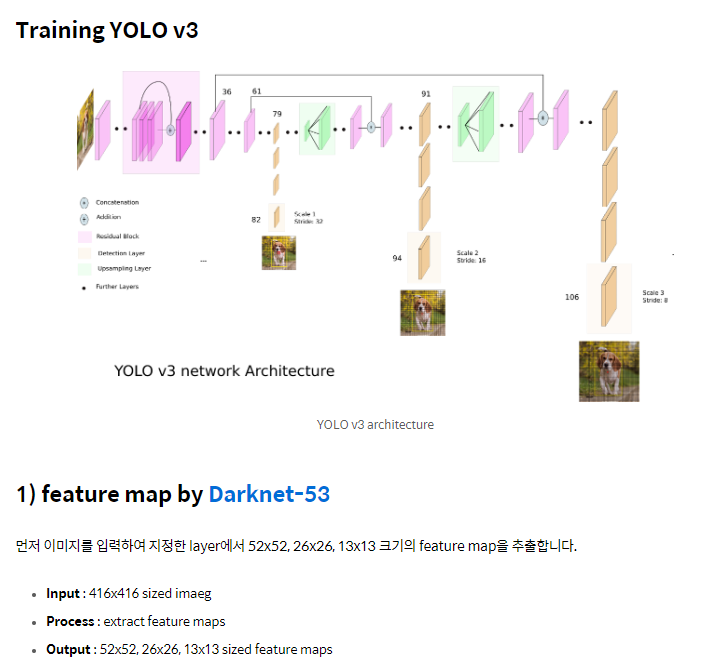 Training YOLO v3
36
61
91
79
Concatenation
Addition
Residual Block
Detection Layer
Upsampling Layer
Further Layers
...
82
Scale 1
Stride: 32
94
Scale 2
Stride: 16
106
Scale 3
Stride: 8
YOLO v3 network Architecture
YOLO v3 architecture
1) feature map by Darknet-53
먼저 이미지를 입력하여 지정한 layer에서 52x52, 26x26, 13x13 크기의 feature map을 추출합니다.
• Input : 416x416 sized imaeg
• Process : extract feature maps
• Output : 52x52, 26x26, 13x13 sized feature maps